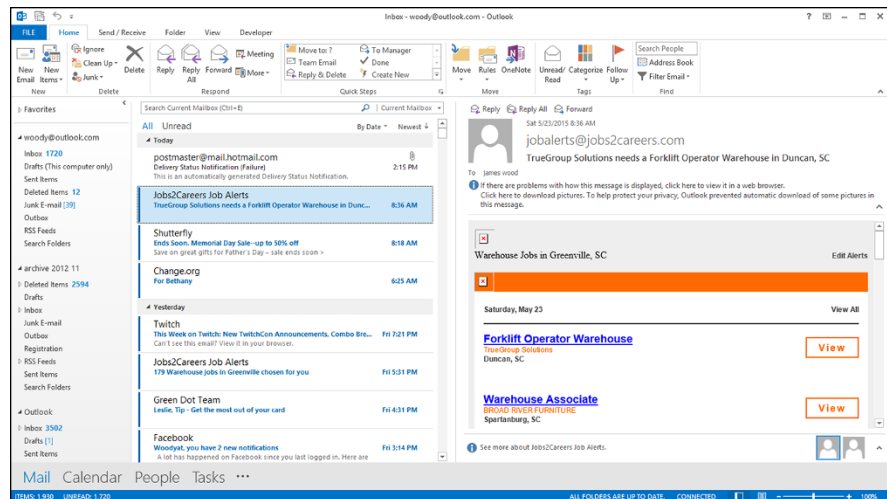 Inbox - woody@outlook.com - Outlook
FILE Home Send / Receive Folder View Developer
New Email New Items Ignore Clean Up Junk Delete Reply Reply All Forward Meeting More Move to: ? Team Email Reply & Delete To Manager Done Create New Move Rules OneNote Unread/ Read Categorize Follow Up Search People Address Book Filter Email
New Delete Respond Quick Steps Move Tags Find
Favorites
woody@outlook.com
Inbox 1720
Drafts (This computer only)
Sent Items
Deleted Items 12
Junk E-mail [39]
Outbox
RSS Feeds
Search Folders
archive 2012 11
Deleted Items 2594
Drafts
Inbox
Junk E-mail
Outbox
Registration
RSS Feeds
Sent Items
Search Folders
Outlook
Inbox 3502
Drafts [1]
Sent Items
Search Current Mailbox (Ctrl+E) Current Mailbox
All Unread By Date Newest
Today
postmaster@mail.hotmail.com
Delivery Status Notification (Failure) 2:15 PM
This is an automatically generated Delivery Status Notification.
Jobs2Careers Job Alerts
TrueGroup Solutions needs a Forklift Operator Warehouse in Dunc... 8:36 AM
Shutterfly
Ends Soon. Memorial Day Sale--up to 50% off 8:18 AM
Save on great gifts for Father's Day – sale ends soon >
Change.org
For Bethany 6:25 AM
Yesterday
Twitch
This Week on Twitch: New TwitchCon Announcements, Combo Bre... Fri 7:21 PM
Can't see this email? View it in your browser.
Jobs2Careers Job Alerts
179 Warehouse jobs in Greenville chosen for you Fri 5:31 PM
Green Dot Team
Leslie, Tip - Get the most out of your card Fri 4:31 PM
Facebook
Woodyat, you have 2 new notifications Fri 3:14 PM
A lot has happened on Facebook since you last logged in. Here are
Reply Reply All Forward
Sat 5/23/2015 8:36 AM
jobalerts@jobs2careers.com
TrueGroup Solutions needs a Forklift Operator Warehouse in Duncan, SC
To james wood
If there are problems with how this message is displayed, click here to view it in a web browser.
Click here to download pictures. To help protect your privacy, Outlook prevented automatic download of some pictures in
this message.
Warehouse Jobs in Greenville, SC Edit Alerts
Saturday, May 23 View All
Forklift Operator Warehouse
TrueGroup Solutions
Duncan, SC
View
Warehouse Associate
BROAD RIVER FURNITURE
Spartanburg, SC
View
See more about Jobs2Careers Job Alerts.
Mail Calendar People Tasks
ITEMS: 1,930 UNREAD: 1,720 ALL FOLDERS ARE UP TO DATE. CONNECTED 100%